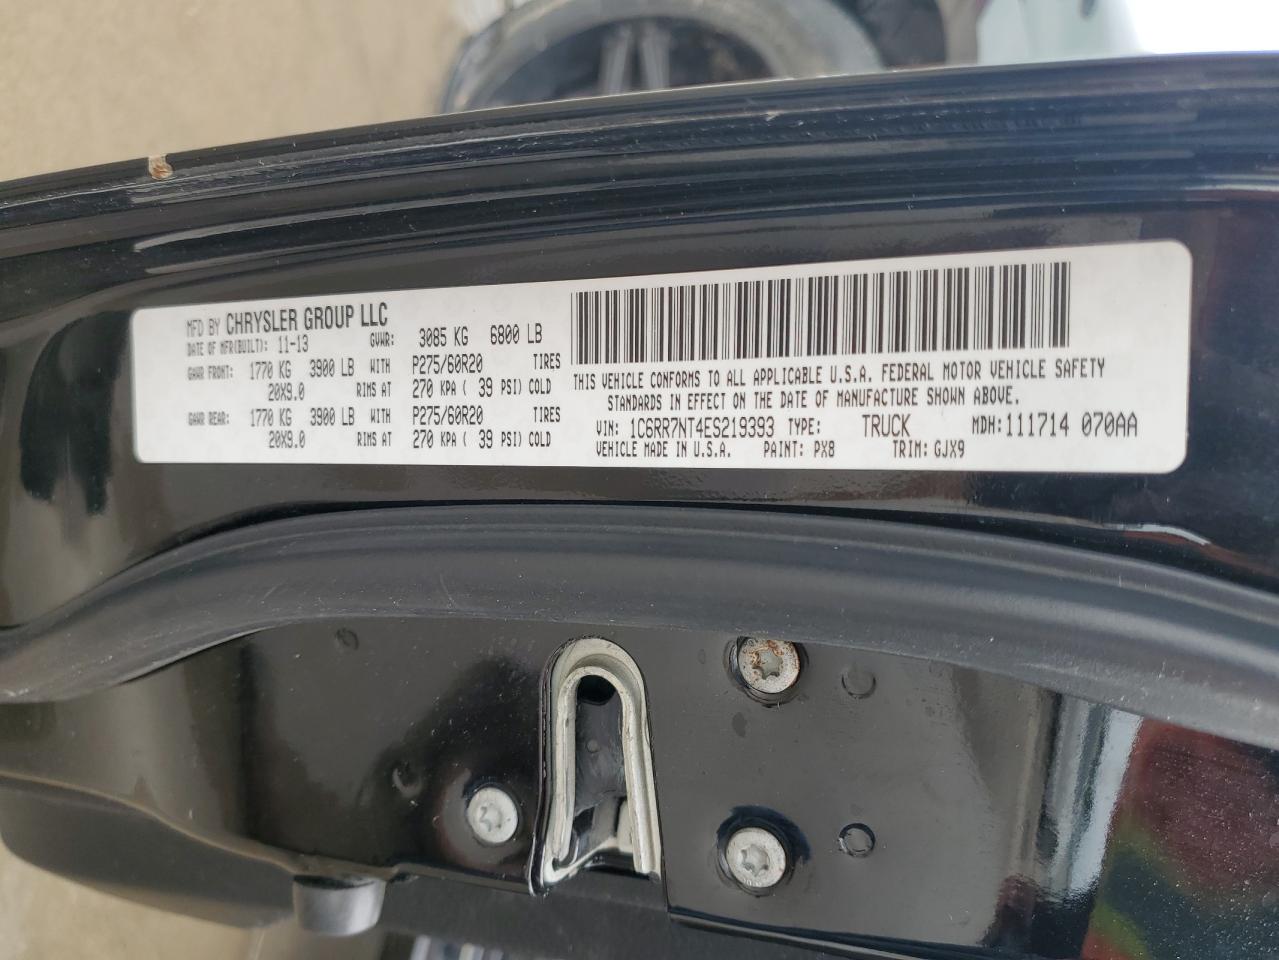 MFD BY CHRYSLER GROUP LLC
DATE OF MFR(BUILT): 11-13 GVWR: 3085 KG 6800 LB
GAWR FRONT: 1770 KG 3900 LB WITH P275/60R20 TIRES
20X9.0 RIMS AT 270 KPA ( 39 PSI) COLD
GAWR REAR: 1770 KG 3900 LB WITH P275/60R20 TIRES
20X9.0 RIMS AT 270 KPA ( 39 PSI) COLD
THIS VEHICLE CONFORMS TO ALL APPLICABLE U.S.A. FEDERAL MOTOR VEHICLE SAFETY
STANDARDS IN EFFECT ON THE DATE OF MANUFACTURE SHOWN ABOVE.
VIN: 1C6RR7NT4ES219393 TYPE: TRUCK MDH: 111714 070AA
VEHICLE MADE IN U.S.A. PAINT: PX8 TRIM: GJX9